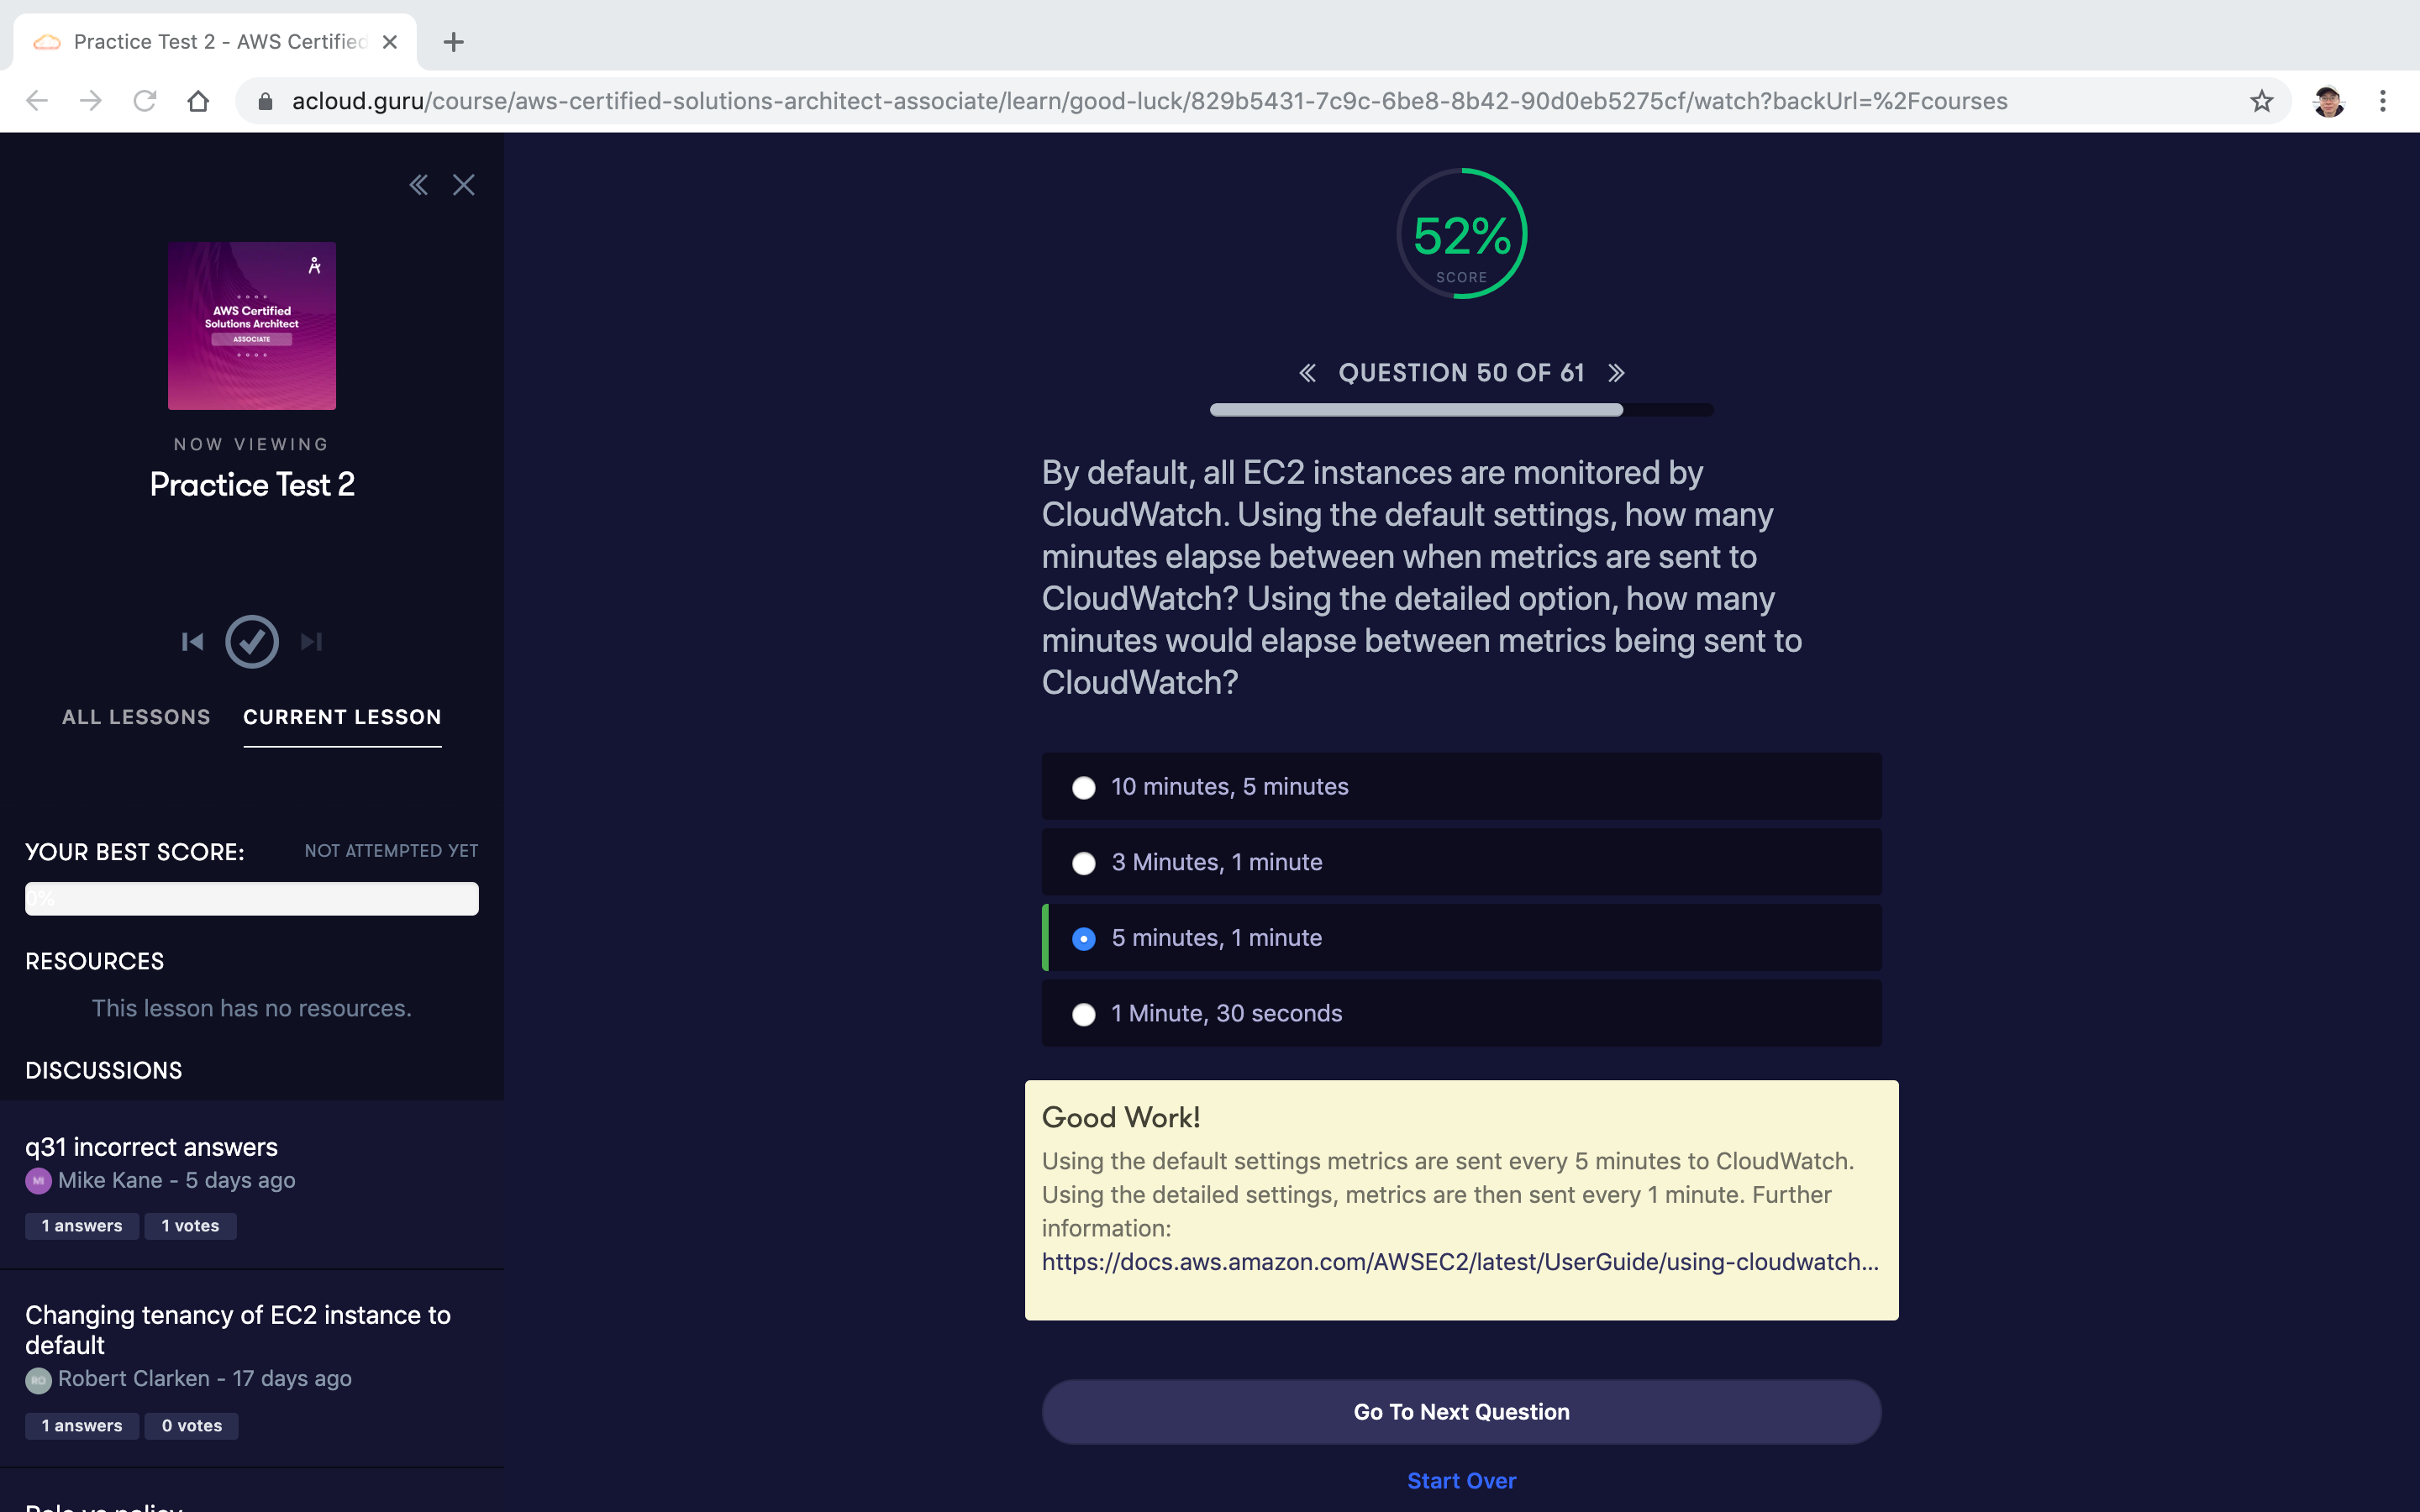 Practice Test 2 - AWS Certified
acloud.guru/course/aws-certified-solutions-architect-associate/learn/good-luck/829b5431-7c9c-6be8-8b42-90d0eb5275cf/watch?backUrl=%2Fcourses
AWS Certified
Solutions Architect
ASSOCIATE
NOW VIEWING
Practice Test 2
ALL LESSONS
CURRENT LESSON
YOUR BEST SCORE:
NOT ATTEMPTED YET
0%
RESOURCES
This lesson has no resources.
DISCUSSIONS
q31 incorrect answers
MI
Mike Kane - 5 days ago
1 answers
1 votes
Changing tenancy of EC2 instance to
default
RO
Robert Clarken - 17 days ago
1 answers
0 votes
Role vs policy
52%
SCORE
QUESTION 50 OF 61
By default, all EC2 instances are monitored by
CloudWatch. Using the default settings, how many
minutes elapse between when metrics are sent to
CloudWatch? Using the detailed option, how many
minutes would elapse between metrics being sent to
CloudWatch?
10 minutes, 5 minutes
3 Minutes, 1 minute
5 minutes, 1 minute
1 Minute, 30 seconds
Good Work!
Using the default settings metrics are sent every 5 minutes to CloudWatch.
Using the detailed settings, metrics are then sent every 1 minute. Further
information:
https://docs.aws.amazon.com/AWSEC2/latest/UserGuide/using-cloudwatch...
Go To Next Question
Start Over